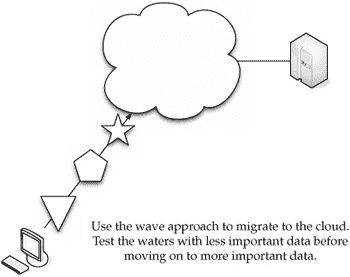 Use the wave approach to migrate to the cloud.
Test the waters with less important data before
moving on to more important data.